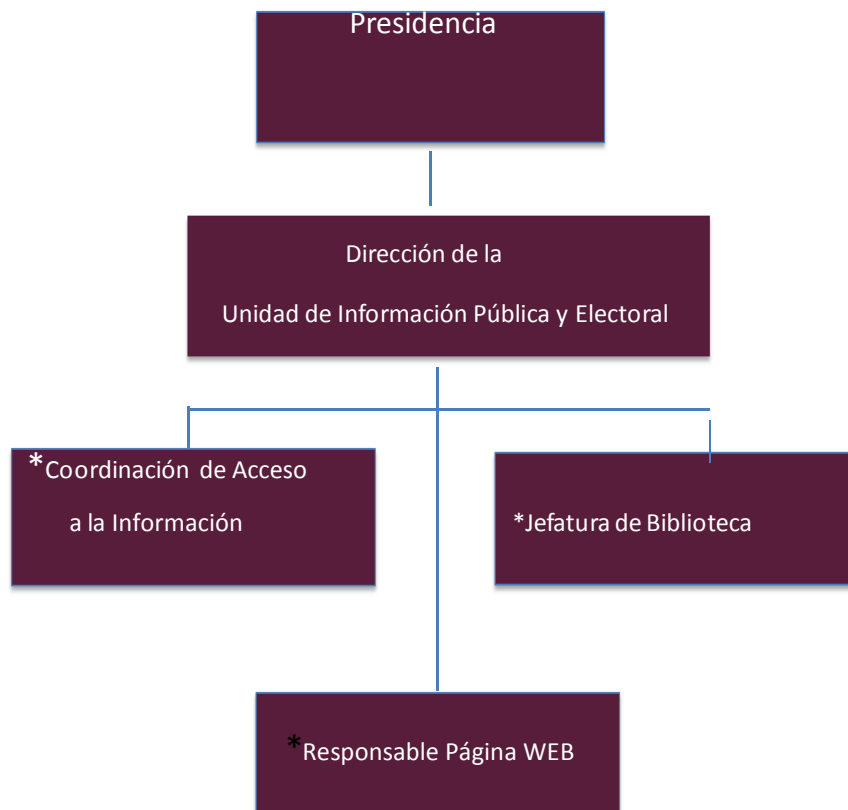 Presidencia
Dirección de la
Unidad de Información Pública y Electoral
*Coordinación de Acceso
a la Información
*Jefatura de Biblioteca
*Responsable Página WEB